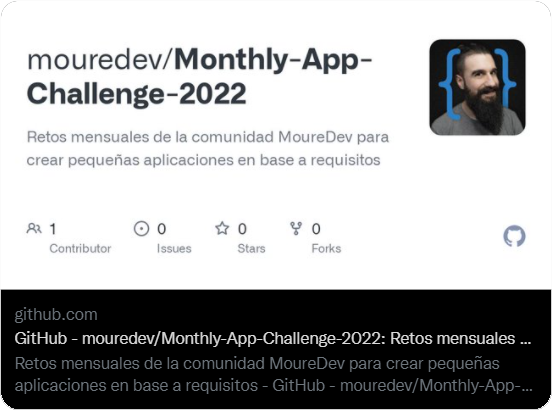 mouredev/Monthly-App-
Challenge-2022
Retos mensuales de la comunidad MoureDev para
crear pequeñas aplicaciones en base a requisitos
1 0 0 0
Contributor Issues Stars Forks
github.com
GitHub - mouredev/Monthly-App-Challenge-2022: Retos mensuales ...
Retos mensuales de la comunidad MoureDev para crear pequeñas
aplicaciones en base a requisitos - GitHub - mouredev/Monthly-App-...